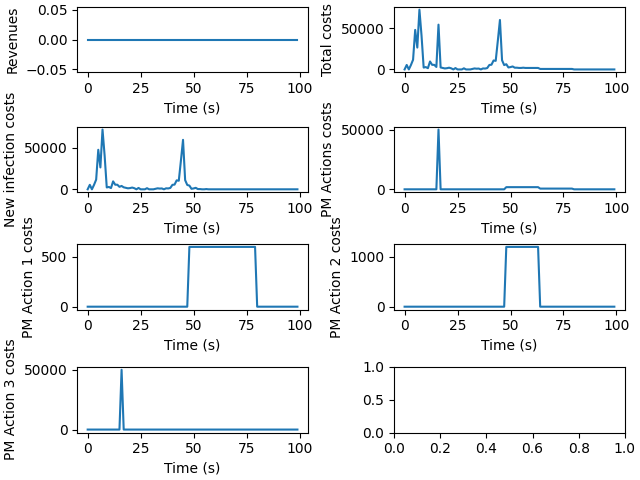 Revenues
0.05
0.00
−0.05
0 25 50 75 100
Time (s)
Total costs
50000
0
0 25 50 75 100
Time (s)
New infection costs
50000
0
0 25 50 75 100
Time (s)
PM Actions costs
50000
0
0 25 50 75 100
Time (s)
PM Action 1 costs
500
0
0 25 50 75 100
Time (s)
PM Action 2 costs
1000
0
0 25 50 75 100
Time (s)
PM Action 3 costs
50000
0
0 25 50 75 100
Time (s)
1.0
0.5
0.0
0.0 0.2 0.4 0.6 0.8 1.0